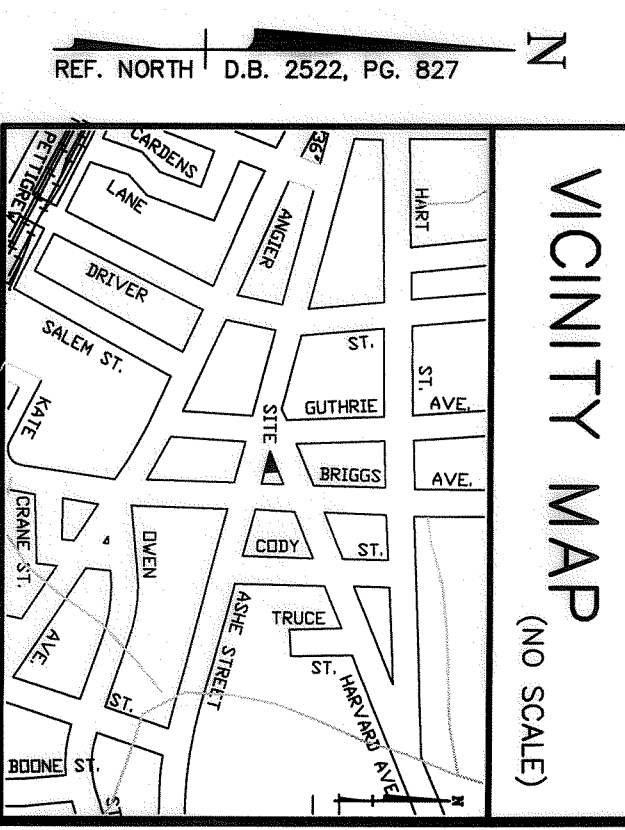 N
REF. NORTH D.B. 2522, PG. 827
VICINITY MAP
(NO SCALE)
PETTIGREW
GARDENS
LANE
36'
ANGIER
HART
ST.
DRIVER
ST.
SALEM ST.
GUTHRIE AVE.
SITE
KATE
BRIGGS AVE.
CRANE ST.
OWEN
ST.
CODY ST.
ASHE STREET
TRUCE
ST.
AVE.
HARVARD AVE.
BOONE ST.
ST
N